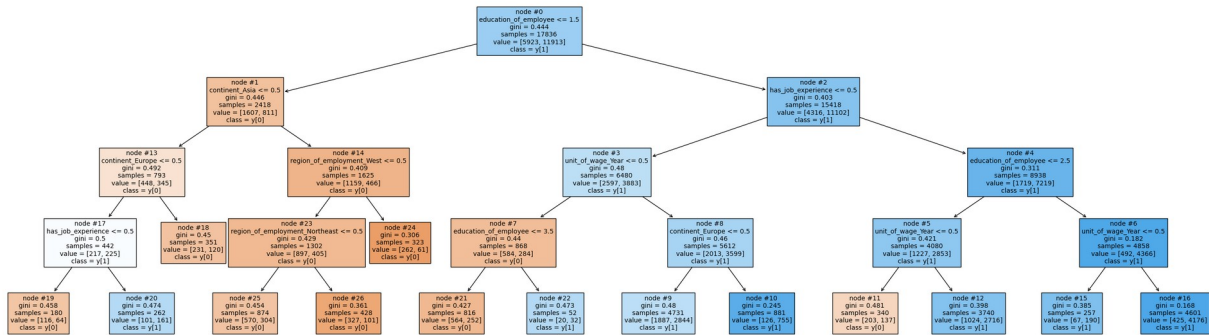 node #0
education_of_employee <= 1.5
gini = 0.444
samples = 17836
value = [5923, 11913]
class = y[1]
node #1
continent_Asia <= 0.5
gini = 0.446
samples = 2418
value = [1607, 811]
class = y[0]
node #2
has_job_experience <= 0.5
gini = 0.403
samples = 15418
value = [4316, 11102]
class = y[1]
node #13
continent_Europe <= 0.5
gini = 0.492
samples = 793
value = [448, 345]
class = y[0]
node #14
region_of_employment_West <= 0.5
gini = 0.409
samples = 1625
value = [1159, 466]
class = y[0]
node #3
unit_of_wage_Year <= 0.5
gini = 0.48
samples = 6480
value = [2597, 3883]
class = y[1]
node #4
education_of_employee <= 2.5
gini = 0.311
samples = 8938
value = [1719, 7219]
class = y[1]
node #17
has_job_experience <= 0.5
gini = 0.5
samples = 442
value = [217, 225]
class = y[1]
node #18
gini = 0.45
samples = 351
value = [231, 120]
class = y[0]
node #23
region_of_employment_Northeast <= 0.5
gini = 0.429
samples = 1302
value = [897, 405]
class = y[0]
node #24
gini = 0.306
samples = 323
value = [262, 61]
class = y[0]
node #7
education_of_employee <= 3.5
gini = 0.44
samples = 868
value = [584, 284]
class = y[0]
node #8
continent_Europe <= 0.5
gini = 0.46
samples = 5612
value = [2013, 3599]
class = y[1]
node #5
unit_of_wage_Year <= 0.5
gini = 0.421
samples = 4080
value = [1227, 2853]
class = y[1]
node #6
unit_of_wage_Year <= 0.5
gini = 0.182
samples = 4858
value = [492, 4366]
class = y[1]
node #19
gini = 0.458
samples = 180
value = [116, 64]
class = y[0]
node #20
gini = 0.474
samples = 262
value = [101, 161]
class = y[1]
node #25
gini = 0.454
samples = 874
value = [570, 304]
class = y[0]
node #26
gini = 0.361
samples = 428
value = [327, 101]
class = y[0]
node #21
gini = 0.427
samples = 816
value = [564, 252]
class = y[0]
node #22
gini = 0.473
samples = 52
value = [20, 32]
class = y[1]
node #9
gini = 0.48
samples = 4731
value = [1887, 2844]
class = y[1]
node #10
gini = 0.245
samples = 881
value = [126, 755]
class = y[1]
node #11
gini = 0.481
samples = 340
value = [203, 137]
class = y[0]
node #12
gini = 0.398
samples = 3740
value = [1024, 2716]
class = y[1]
node #15
gini = 0.385
samples = 257
value = [67, 190]
class = y[1]
node #16
gini = 0.168
samples = 4601
value = [425, 4176]
class = y[1]